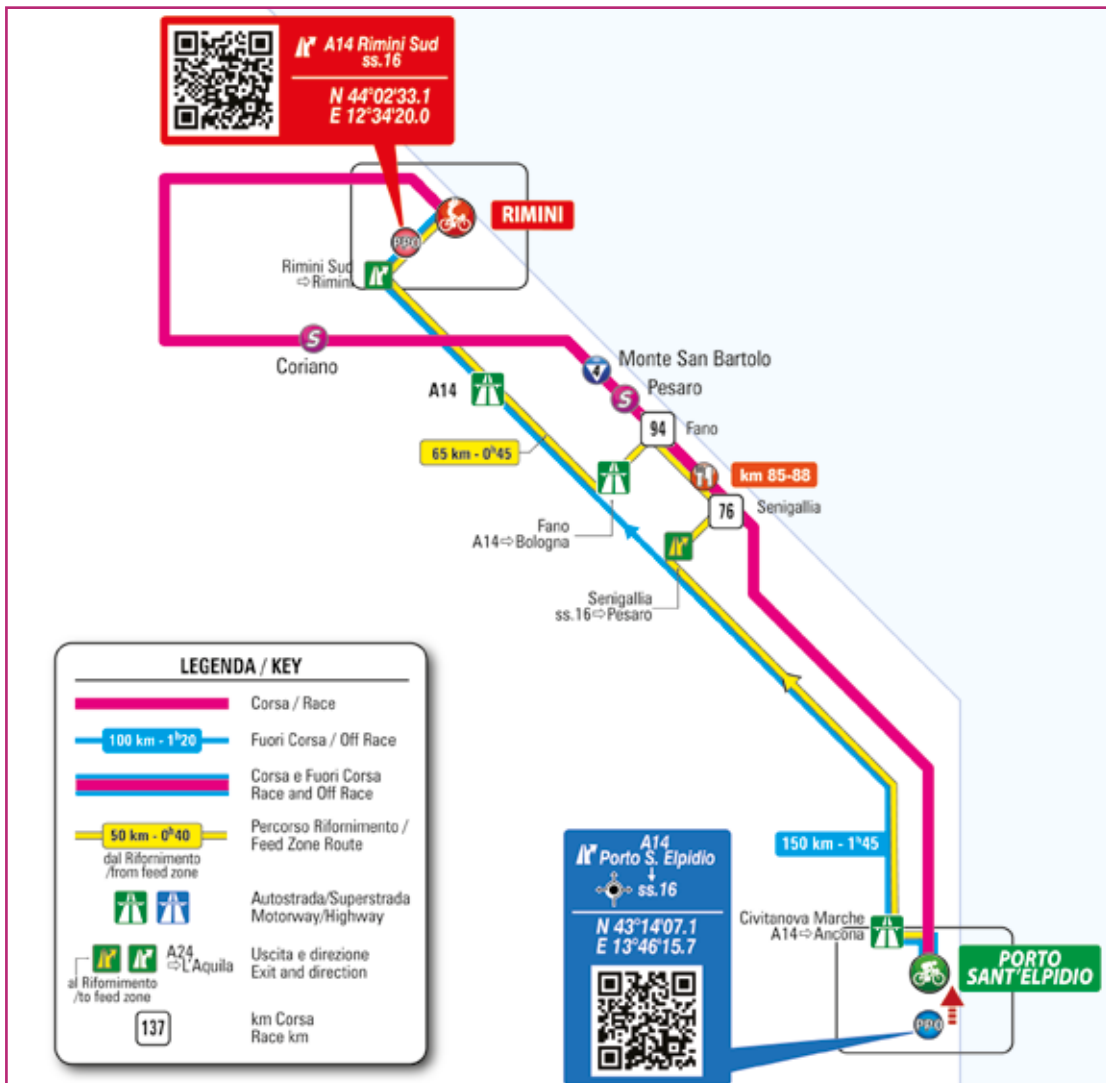 A14 Rimini Sud
ss.16
N 44°02'33.1
E 12°34'20.0
RIMINI
PPO
Rimini Sud
⇨Rimini
S
Coriano
4
Monte San Bartolo
S
Pesaro
A14
94
Fano
65 km - 0ʰ45
km 85-88
76
Senigallia
Fano
A14⇨Bologna
Senigallia
ss.16⇨Pesaro
LEGENDA / KEY
Corsa / Race
100 km - 1ʰ20
Fuori Corsa / Off Race
Corsa e Fuori Corsa
Race and Off Race
50 km - 0ʰ40
dal Rifornimento
/from feed zone
Percorso Rifornimento /
Feed Zone Route
Autostrada/Superstrada
Motorway/Highway
A24
⇨L'Aquila
al Rifornimento
/to feed zone
Uscita e direzione
Exit and direction
137
km Corsa
Race km
A14
Porto S. Elpidio
↓
ss.16
N 43°14'07.1
E 13°46'15.7
150 km - 1ʰ45
Civitanova Marche
A14⇨Ancona
PORTO
SANT'ELPIDIO
PPO